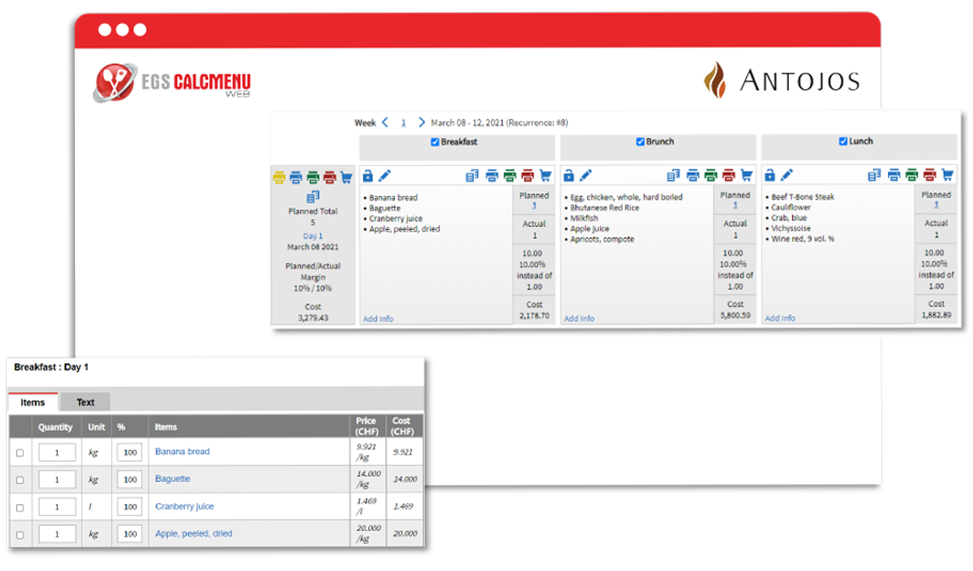 EGS CALCMENU
WEB
ANTOJOS
Week 1 March 08 - 12, 2021 (Recurrence: #8)
Breakfast
Brunch
Lunch
Planned Total
5
Day 1
March 08 2021
Planned/Actual
Margin
10% / 10%
Cost
3,279.43
• Banana bread
• Baguette
• Cranberry juice
• Apple, peeled, dried
Add Info
Planned
1
Actual
1
10.00
10.00%
instead of
1.00
Cost
2,178.70
• Egg, chicken, whole, hard boiled
• Bhutanese Red Rice
• Milkfish
• Apple juice
• Apricots, compote
Add Info
Planned
1
Actual
1
10.00
10.00%
instead of
1.00
Cost
5,800.59
• Beef T-Bone Steak
• Cauliflower
• Crab, blue
• Vichyssoise
• Wine red, 9 vol. %
Add Info
Planned
1
Actual
1
10.00
10.00%
instead of
1.00
Cost
1,882.89
Breakfast : Day 1
Items Text
Quantity Unit % Items Price (CHF) Cost (CHF)
1 kg 100 Banana bread 9.921 /kg 9.921
1 kg 100 Baguette 14.000 /kg 14.000
1 l 100 Cranberry juice 1.469 /l 1.469
1 kg 100 Apple, peeled, dried 20.000 /kg 20.000